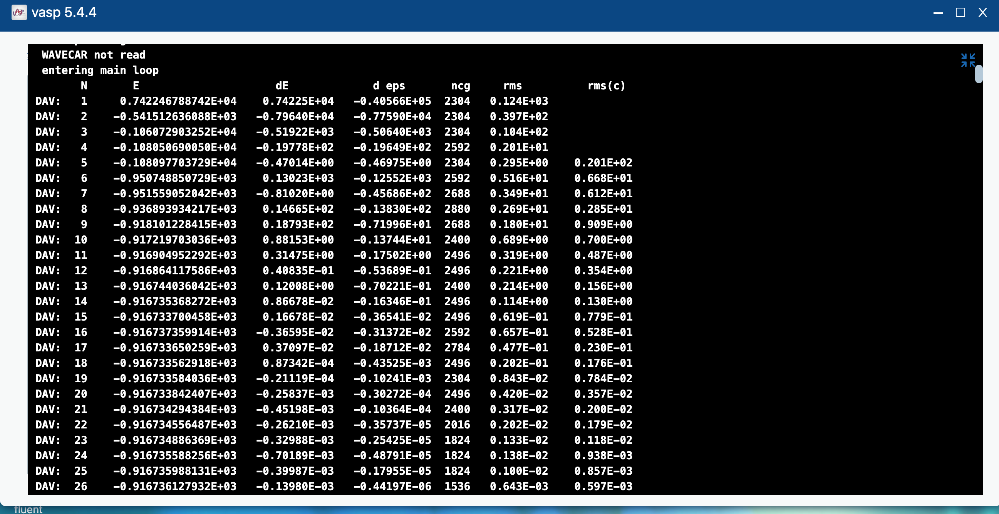 vasp 5.4.4
WAVECAR not read
entering main loop
N E dE d eps ncg rms rms(c)
DAV: 1 0.742246788742E+04 0.74225E+04 -0.40566E+05 2304 0.124E+03
DAV: 2 -0.541512636088E+03 -0.79640E+04 -0.77590E+04 2304 0.397E+02
DAV: 3 -0.106072903252E+04 -0.51922E+03 -0.50640E+03 2304 0.104E+02
DAV: 4 -0.108050690050E+04 -0.19778E+02 -0.19649E+02 2592 0.201E+01
DAV: 5 -0.108097703729E+04 -0.47014E+00 -0.46975E+00 2304 0.295E+00 0.201E+02
DAV: 6 -0.950748850729E+03 0.13023E+03 -0.12552E+03 2592 0.516E+01 0.668E+01
DAV: 7 -0.951559052042E+03 -0.81020E+00 -0.45686E+02 2688 0.349E+01 0.612E+01
DAV: 8 -0.936893934217E+03 0.14665E+02 -0.13830E+02 2880 0.269E+01 0.285E+01
DAV: 9 -0.918101228415E+03 0.18793E+02 -0.71996E+01 2688 0.180E+01 0.909E+00
DAV: 10 -0.917219703036E+03 0.88153E+00 -0.13744E+01 2400 0.689E+00 0.700E+00
DAV: 11 -0.916904952292E+03 0.31475E+00 -0.17502E+00 2496 0.319E+00 0.487E+00
DAV: 12 -0.916864117586E+03 0.40835E-01 -0.53689E-01 2496 0.221E+00 0.354E+00
DAV: 13 -0.916744036042E+03 0.12008E+00 -0.70221E-01 2400 0.214E+00 0.156E+00
DAV: 14 -0.916735368272E+03 0.86678E-02 -0.16346E-01 2496 0.114E+00 0.130E+00
DAV: 15 -0.916733700458E+03 0.16678E-02 -0.36541E-02 2496 0.619E-01 0.779E-01
DAV: 16 -0.916737359914E+03 -0.36595E-02 -0.31372E-02 2592 0.657E-01 0.528E-01
DAV: 17 -0.916733650259E+03 0.37097E-02 -0.18712E-02 2784 0.477E-01 0.230E-01
DAV: 18 -0.916733562918E+03 0.87342E-04 -0.43525E-03 2496 0.202E-01 0.176E-01
DAV: 19 -0.916733584036E+03 -0.21119E-04 -0.10241E-03 2304 0.843E-02 0.784E-02
DAV: 20 -0.916733842407E+03 -0.25837E-03 -0.30272E-04 2496 0.420E-02 0.357E-02
DAV: 21 -0.916734294384E+03 -0.45198E-03 -0.10364E-04 2400 0.317E-02 0.200E-02
DAV: 22 -0.916734556487E+03 -0.26210E-03 -0.35737E-05 2016 0.202E-02 0.179E-02
DAV: 23 -0.916734886369E+03 -0.32988E-03 -0.25425E-05 1824 0.133E-02 0.118E-02
DAV: 24 -0.916735588256E+03 -0.70189E-03 -0.48791E-05 1824 0.138E-02 0.938E-03
DAV: 25 -0.916735988131E+03 -0.39987E-03 -0.17955E-05 1824 0.100E-02 0.857E-03
DAV: 26 -0.916736127932E+03 -0.13980E-03 -0.44197E-06 1536 0.643E-03 0.597E-03
fluent